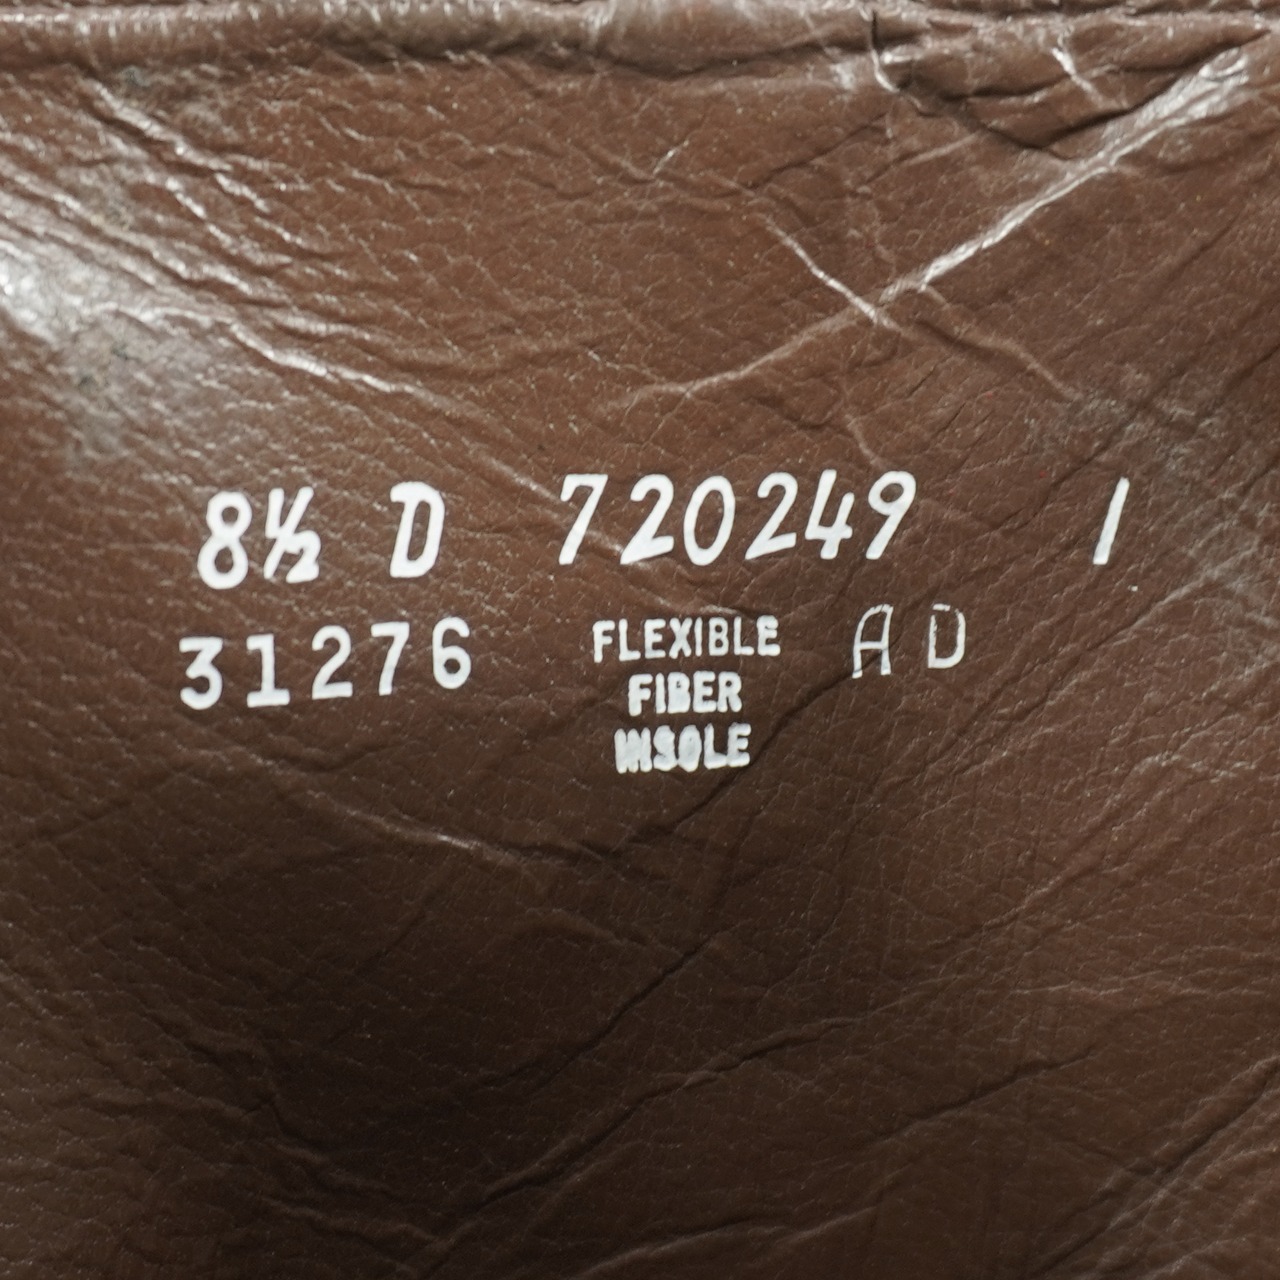 8½ D 720249 1
31276 FLEXIBLE A D
FIBER
INSOLE